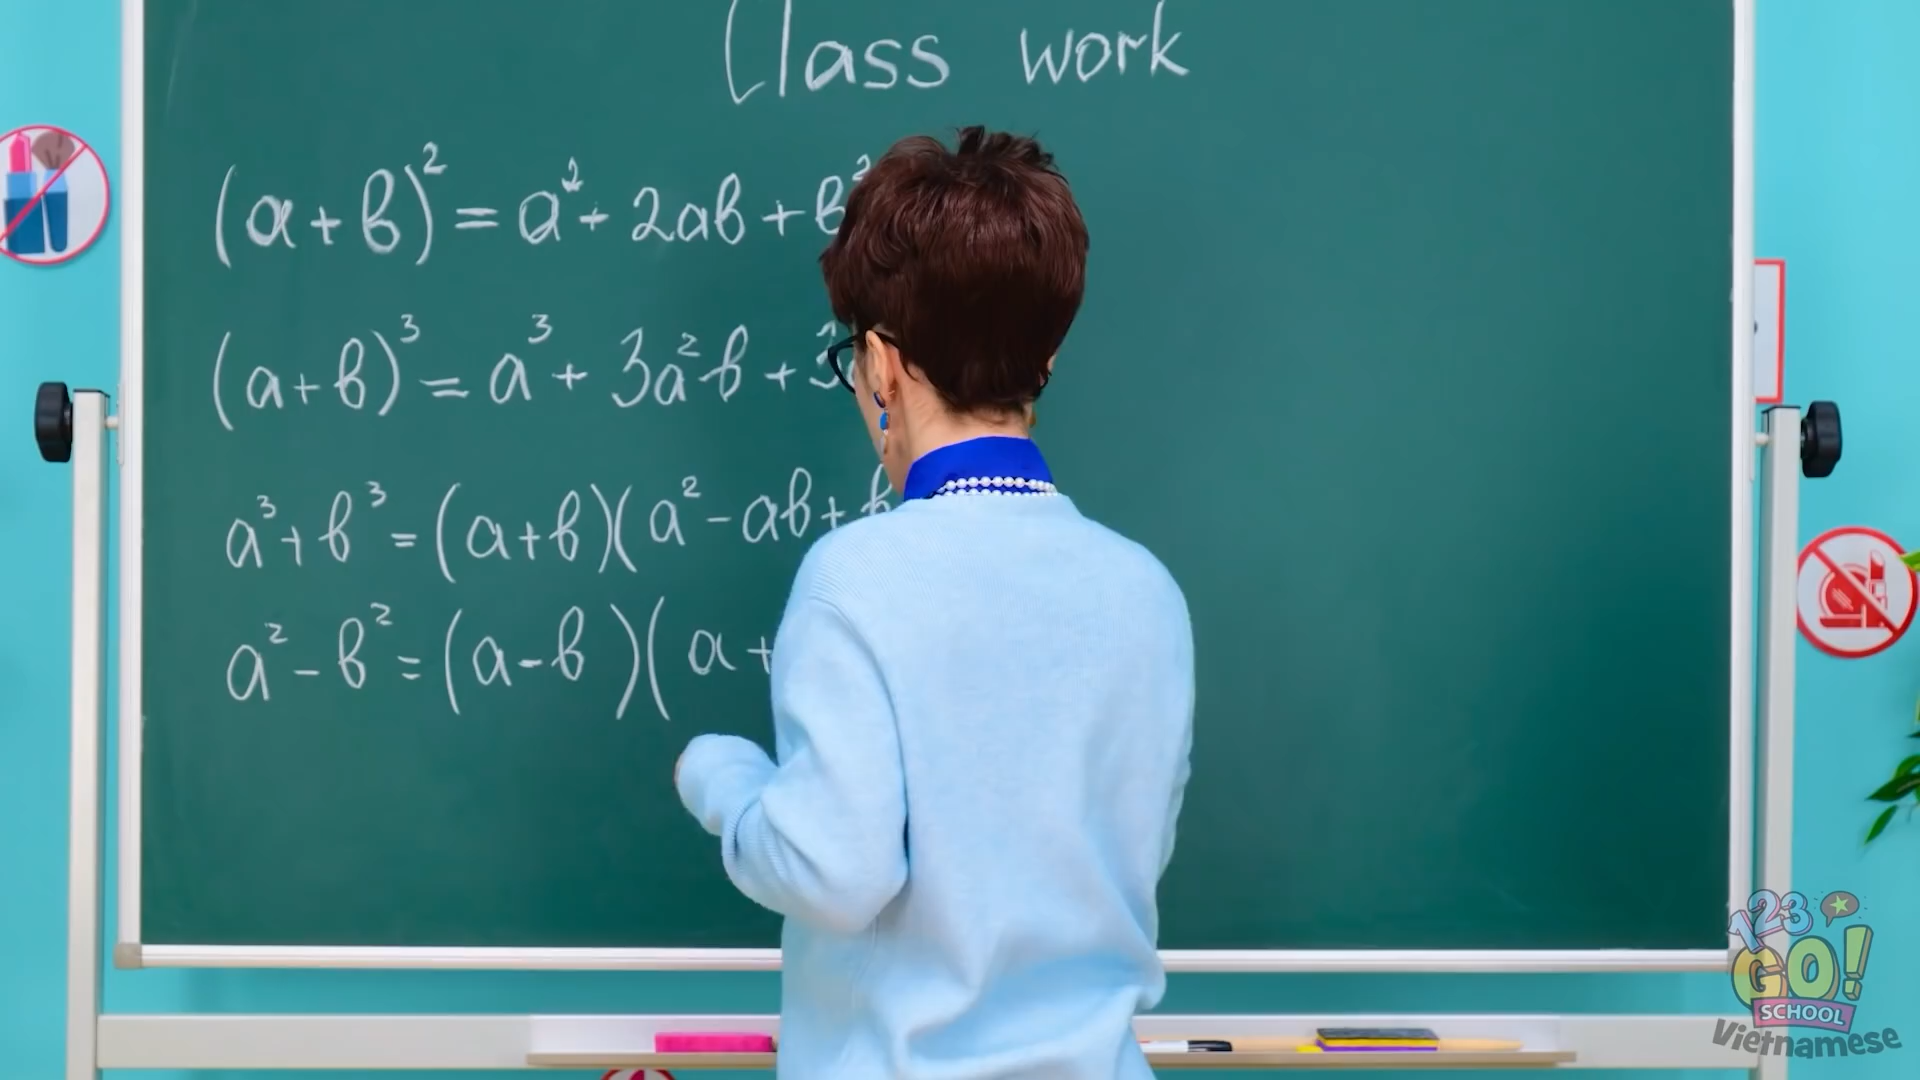 Class work
(a+b)² = a² + 2ab + b²
(a+b)³ = a³ + 3a²b + 3
a³ + b³ = (a+b)(a² - ab + b
a² - b² = (a-b)(a+
123
GO!
SCHOOL
Vietnamese